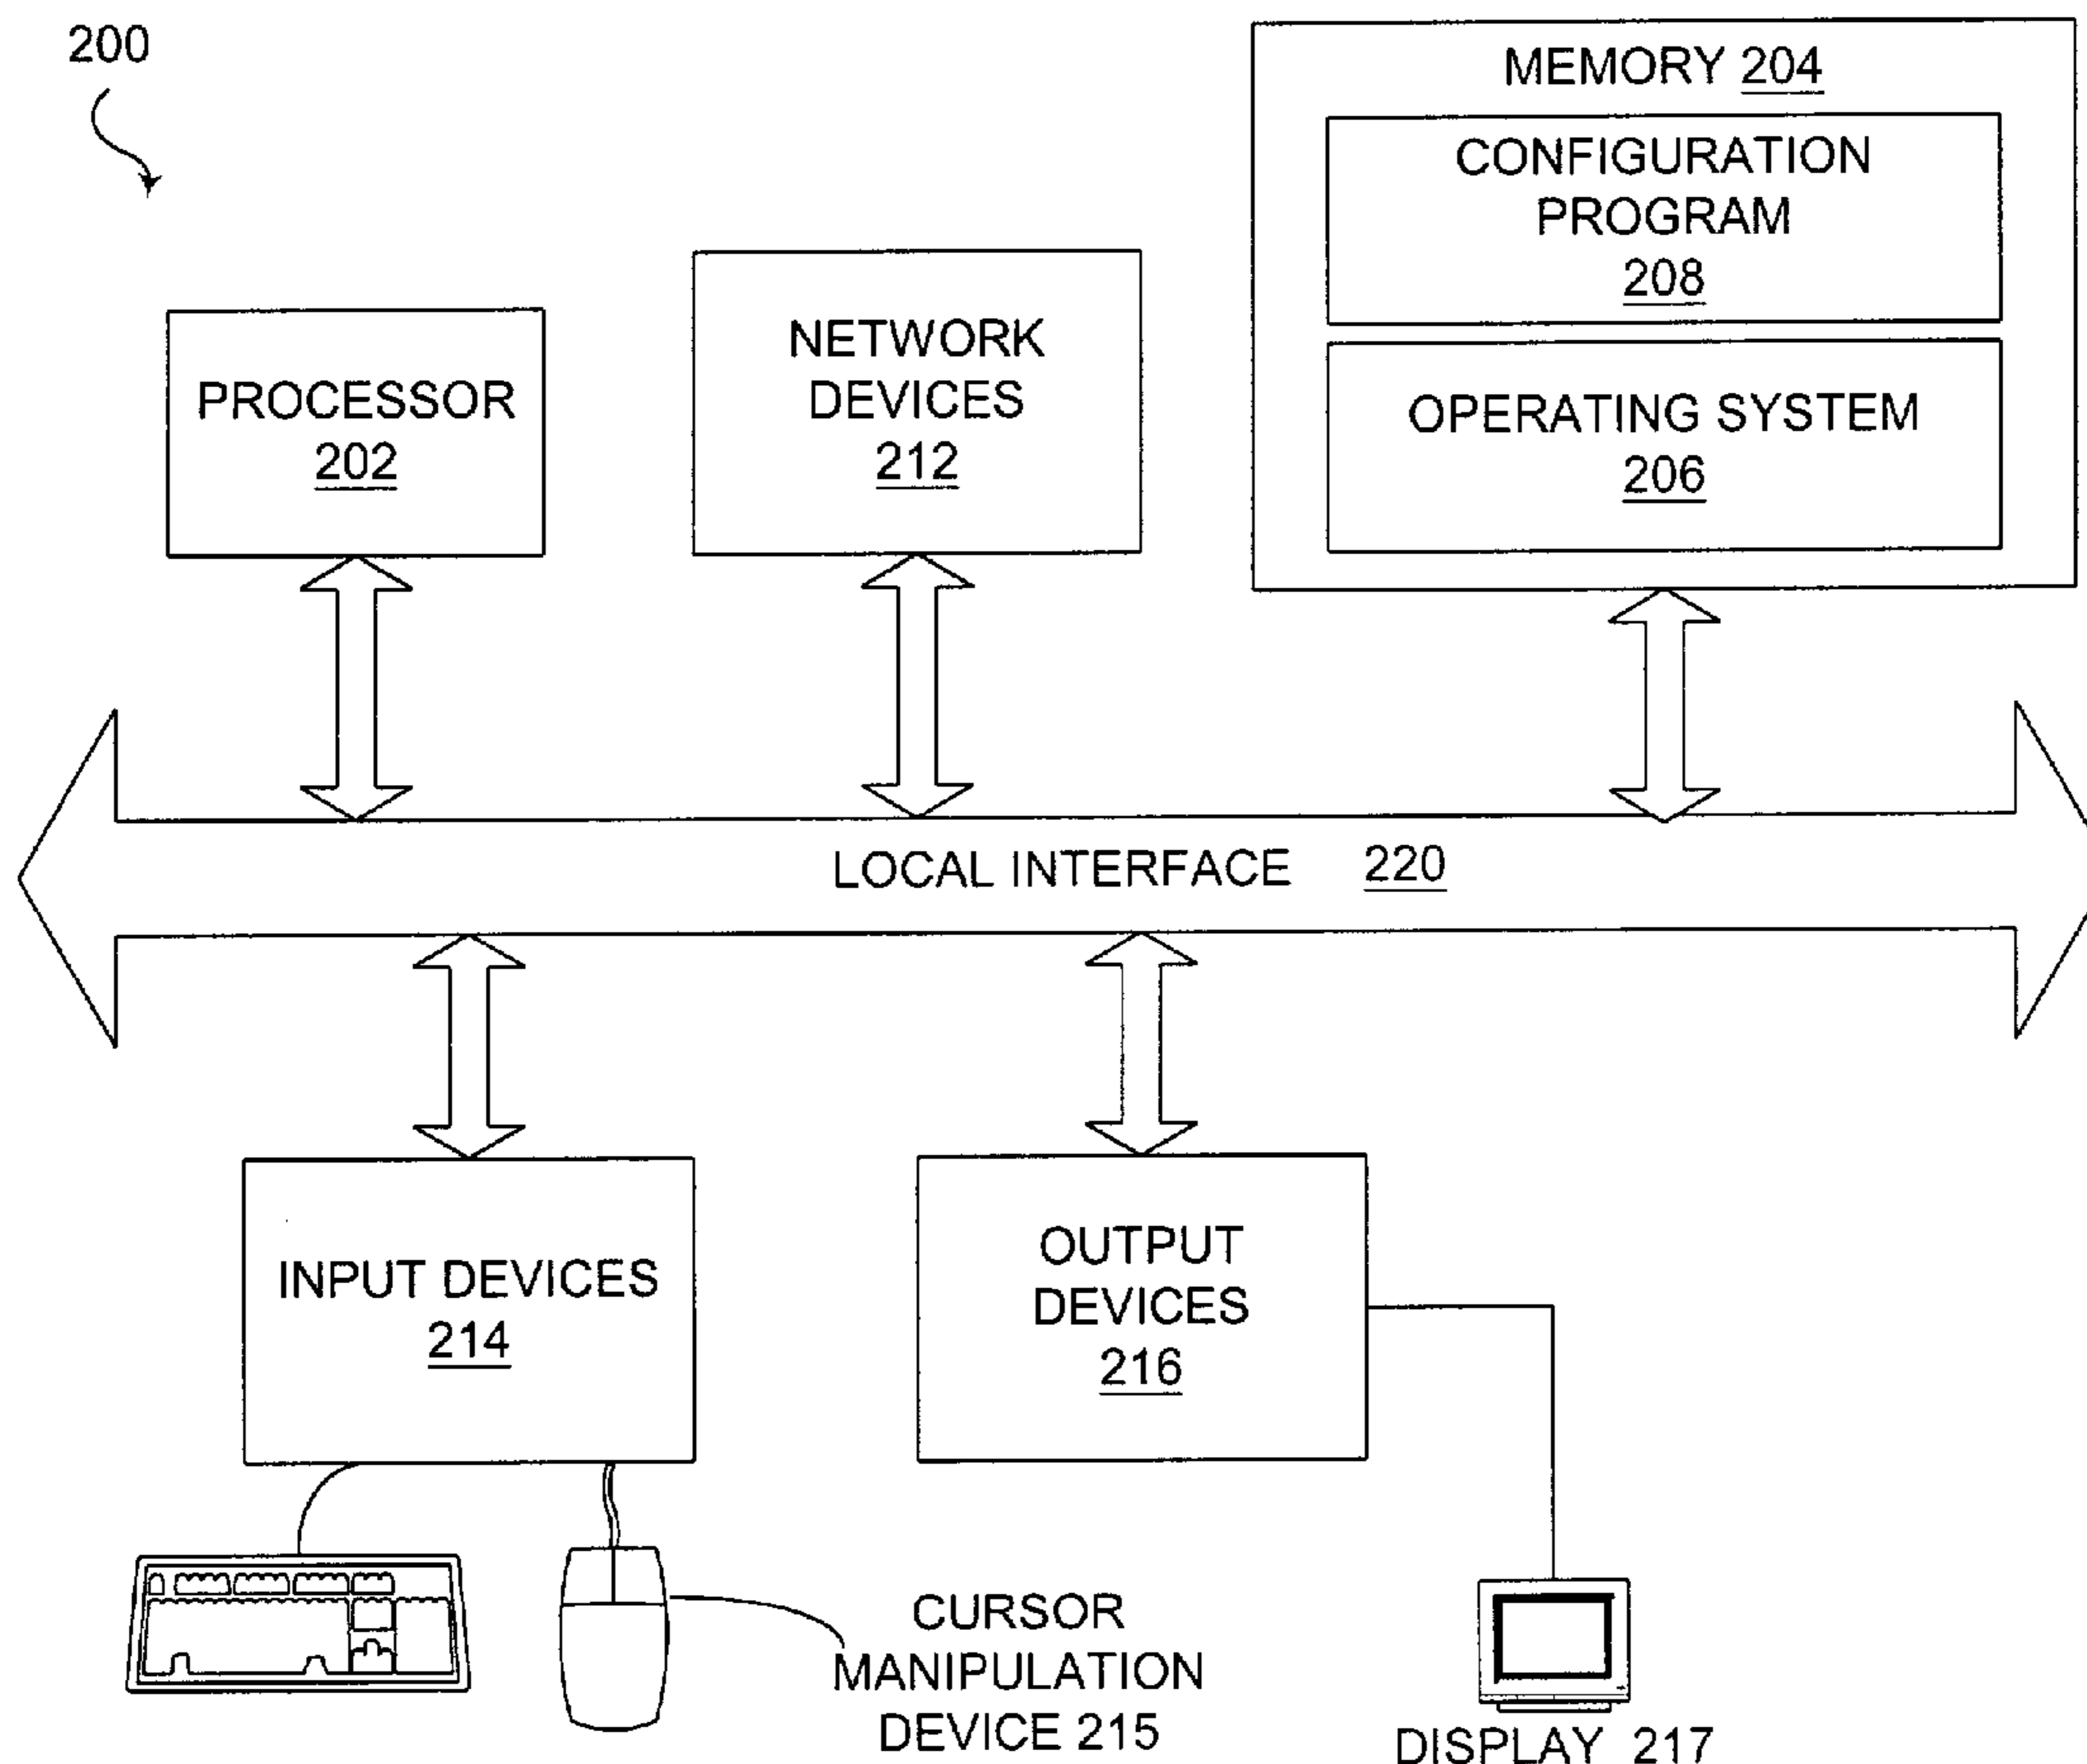 200
MEMORY 204
CONFIGURATION
PROGRAM
208
NETWORK
DEVICES
212
PROCESSOR
202
OPERATING SYSTEM
206
LOCAL INTERFACE 220
INPUT DEVICES
214
OUTPUT
DEVICES
216
CURSOR
MANIPULATION
DEVICE 215
DISPLAY 217